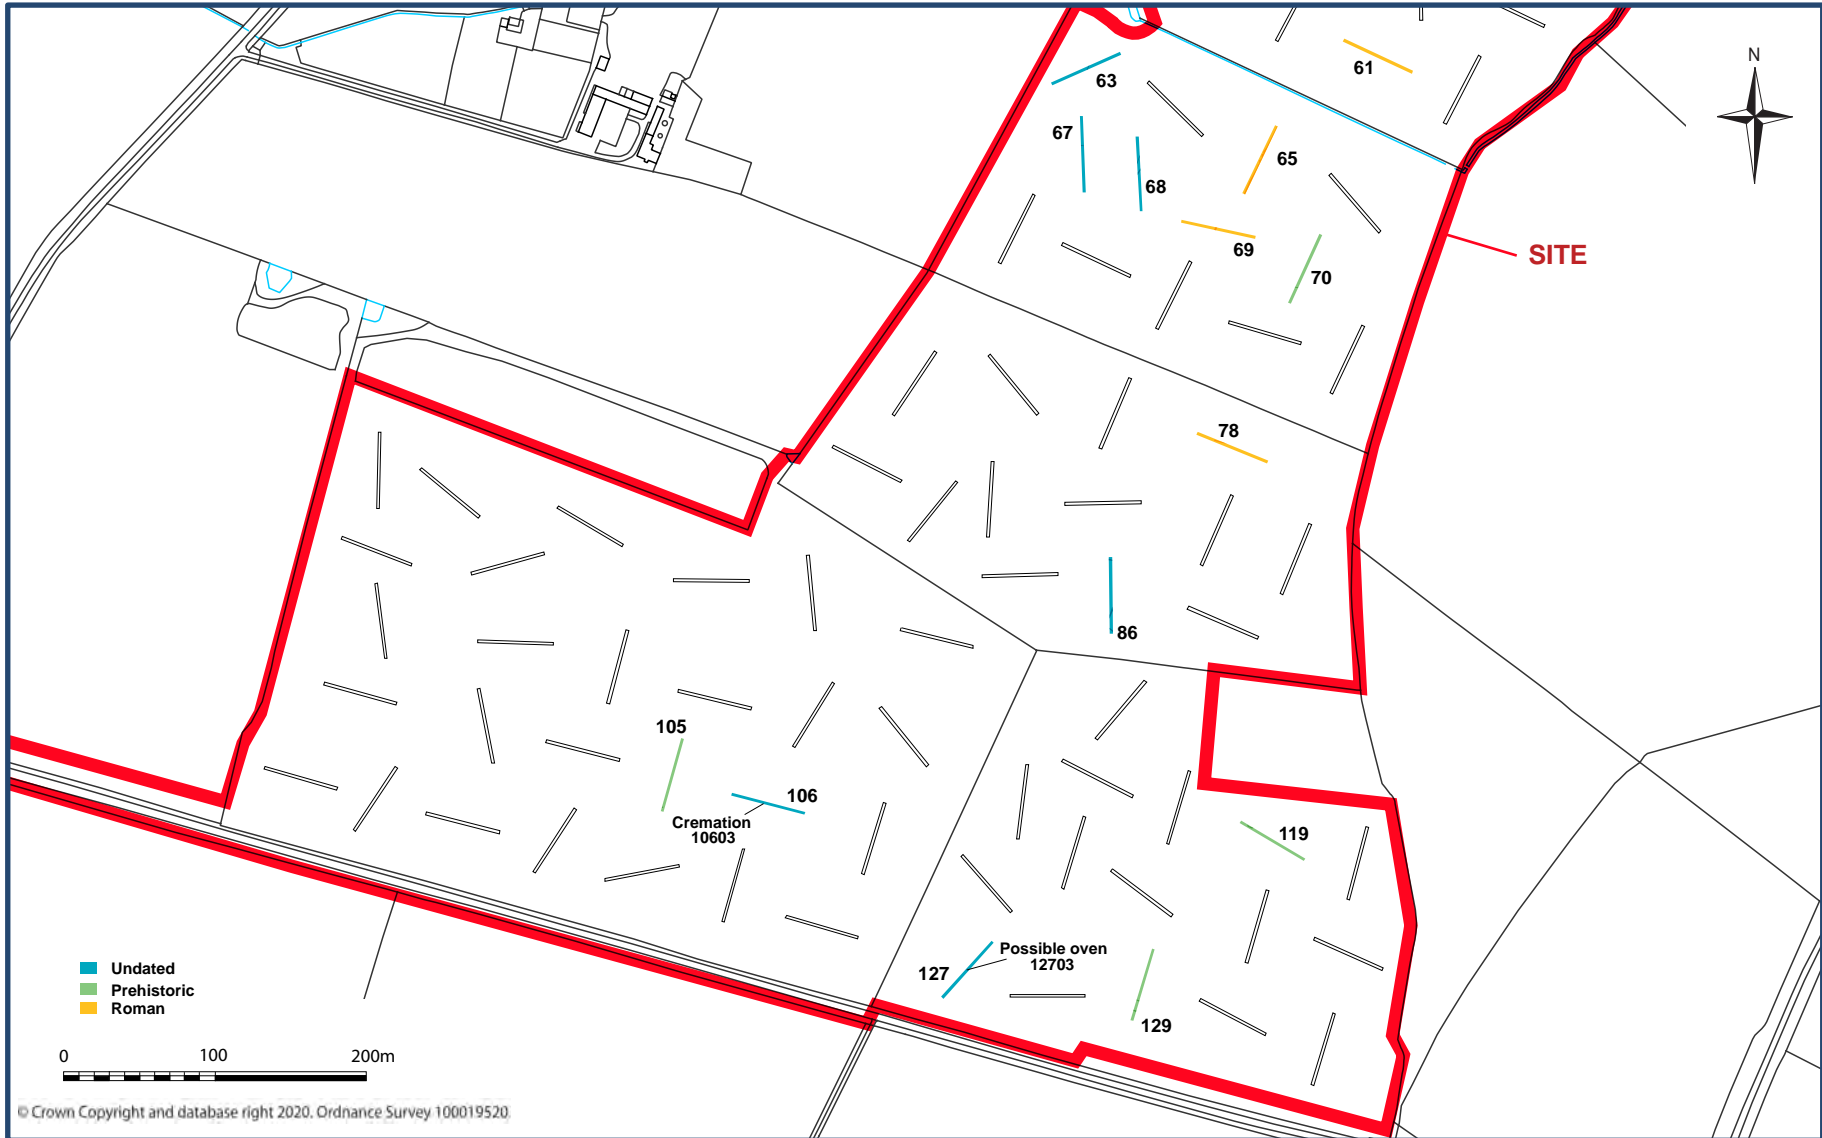 N
61
63
67
65
68
SITE
69
70
78
86
105
106
Cremation
10603
119
Possible oven
127
12703
129
Undated
Prehistoric
Roman
0 100 200m
© Crown Copyright and database right 2020. Ordnance Survey 100019520